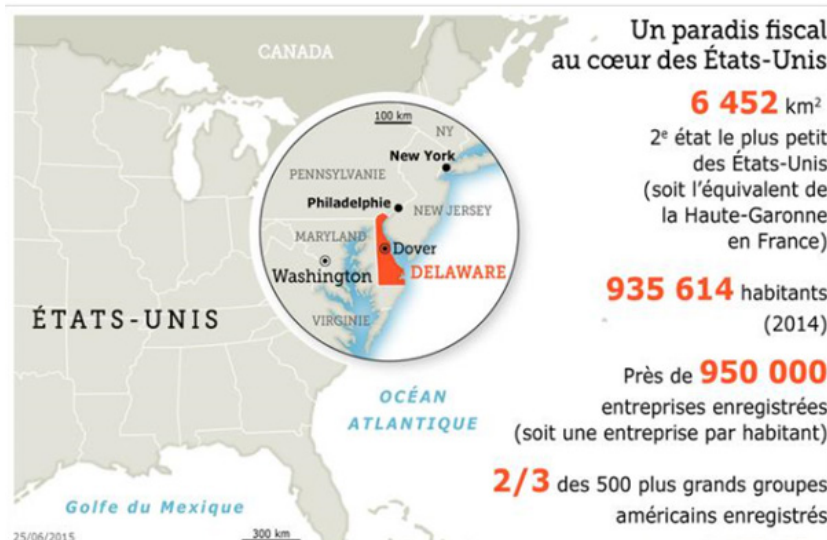 Un paradis fiscal
au cœur des États-Unis
6 452 km²
2e état le plus petit
des États-Unis
(soit l'équivalent de
la Haute-Garonne
en France)
935 614 habitants
(2014)
Près de 950 000
entreprises enregistrées
(soit une entreprise par habitant)
2/3 des 500 plus grands groupes
américains enregistrés
CANADA
100 km
NY
New York
PENNSYLVANIE
Philadelphie
NEW JERSEY
MARYLAND
Dover
Washington
DELAWARE
VIRGINIE
ÉTATS-UNIS
OCÉAN
ATLANTIQUE
Golfe du Mexique
25/06/2015
300 km